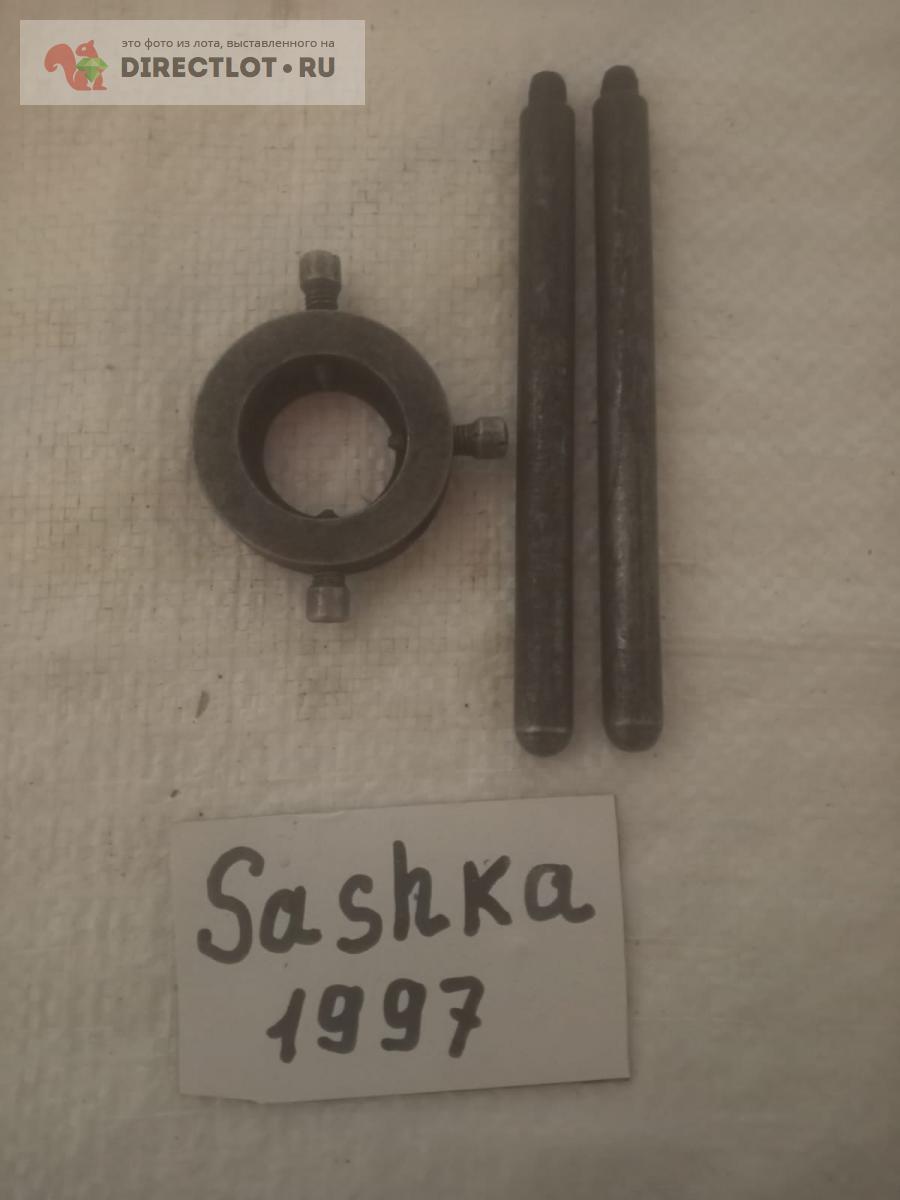 это фото из лота, выставленного на
DIRECTLOT•RU
Sashka
1997